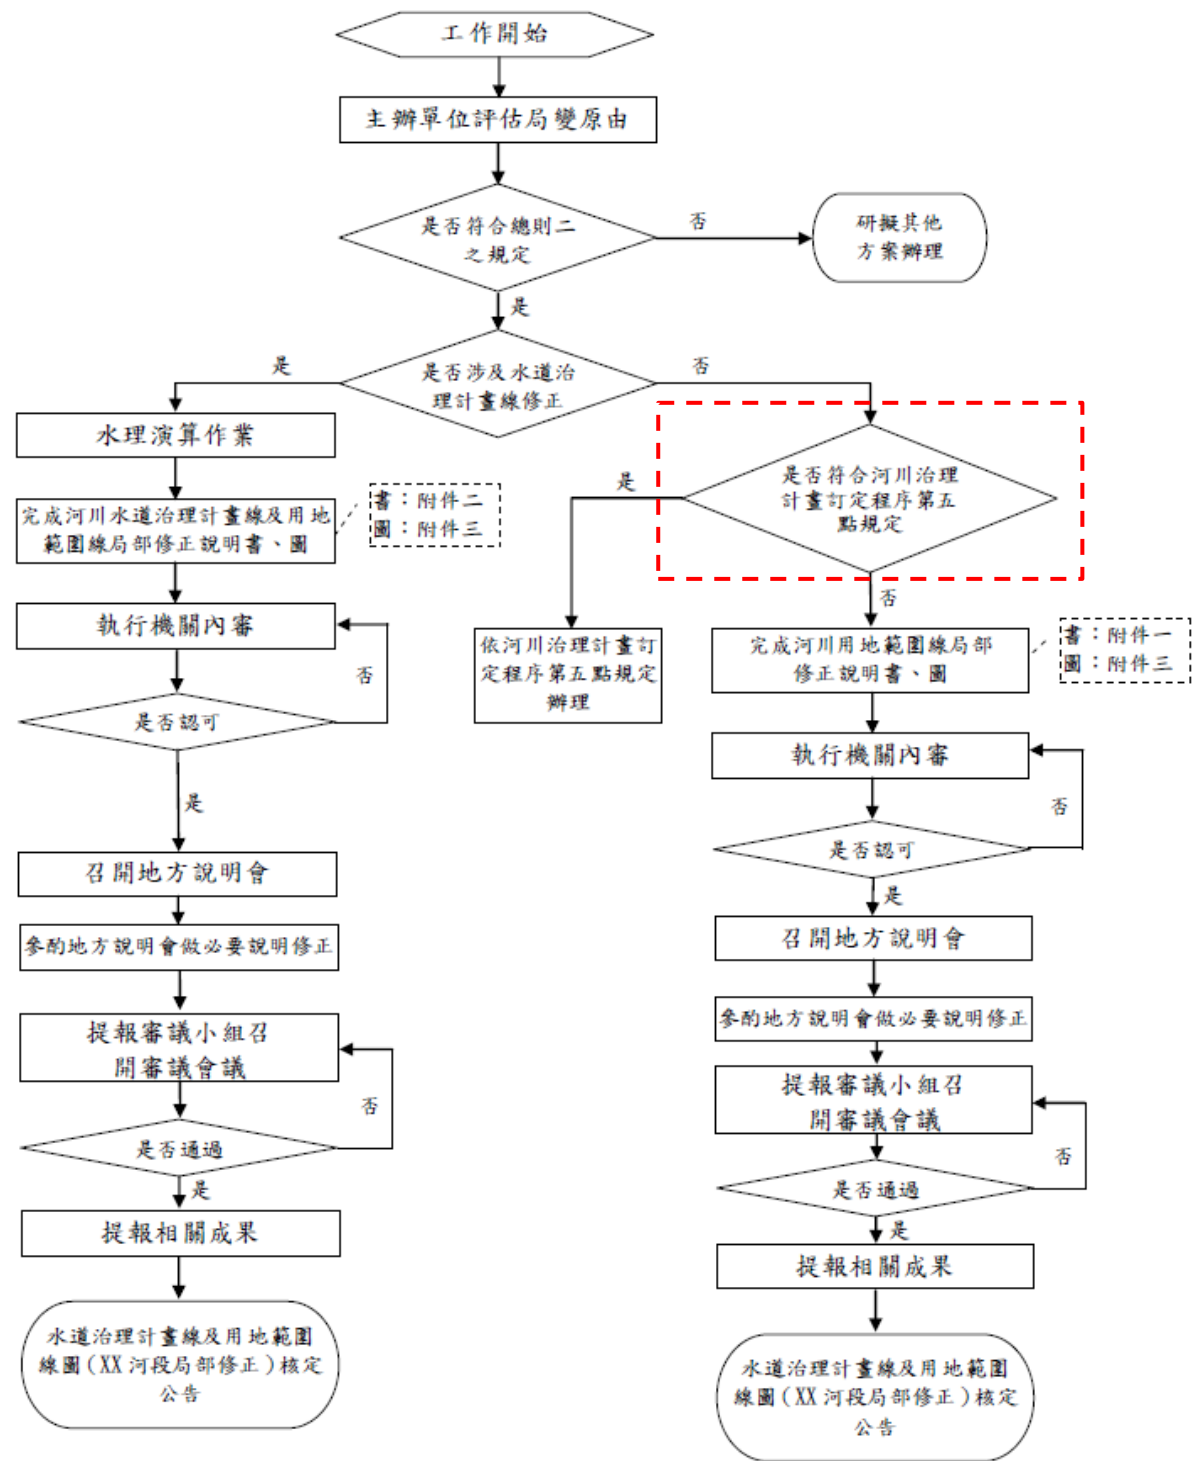 工作開始
主辦單位評估局變原由
是否符合總則二
之規定
否
研擬其他
方案辦理
是
是否涉及水道治
理計畫線修正
是
否
水理演算作業
完成河川水道治理計畫線及用地
範圍線局部修正說明書、圖
書：附件二
圖：附件三
執行機關內審
否
是否認可
是
召開地方說明會
參酌地方說明會做必要說明修正
提報審議小組召
開審議會議
否
是否通過
是
提報相關成果
水道治理計畫線及用地範圍
線圖(XX河段局部修正)核定
公告
是否符合河川治理
計畫訂定程序第五
點規定
是
依河川治理計畫訂
定程序第五點規定
辦理
否
完成河川用地範圍線局部
修正說明書、圖
書：附件一
圖：附件三
執行機關內審
否
是否認可
是
召開地方說明會
參酌地方說明會做必要說明修正
提報審議小組召
開審議會議
否
是否通過
是
提報相關成果
水道治理計畫線及用地範圍
線圖(XX河段局部修正)核定
公告